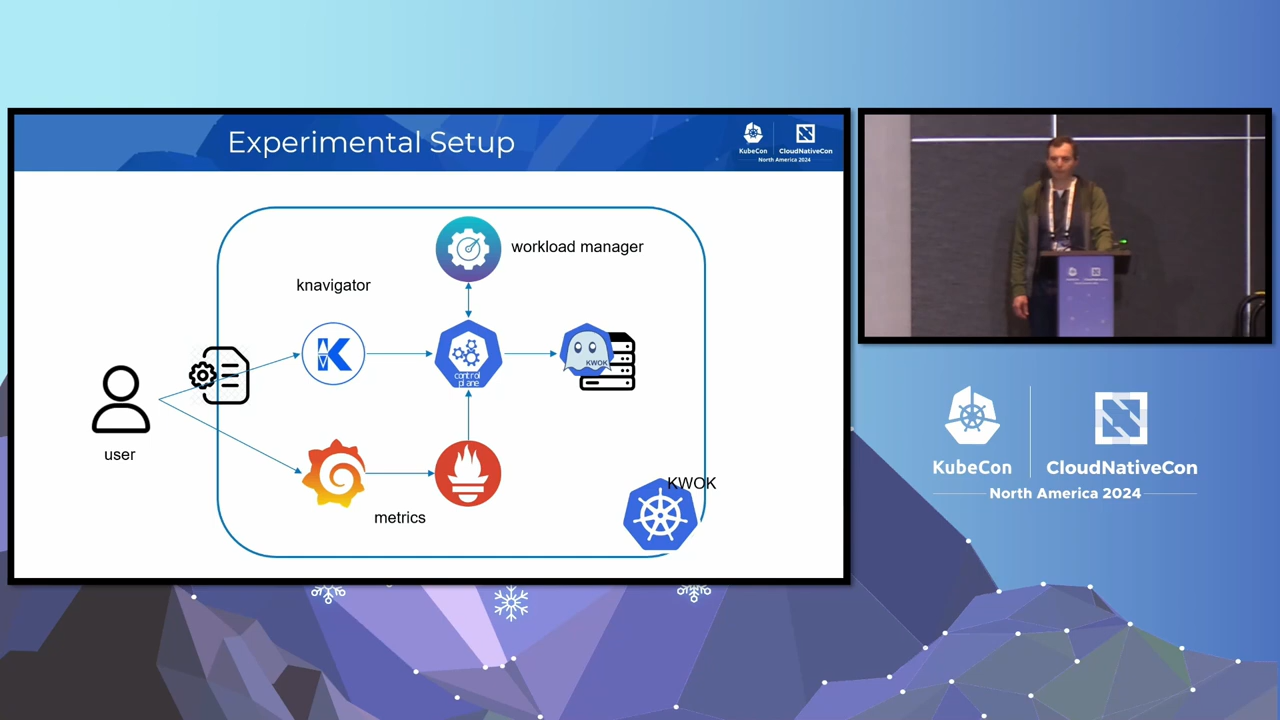 Experimental Setup
KubeCon
CloudNativeCon
North America 2024
workload manager
knavigator
control
plane
KWOK
user
KWOK
metrics
KubeCon
CloudNativeCon
North America 2024